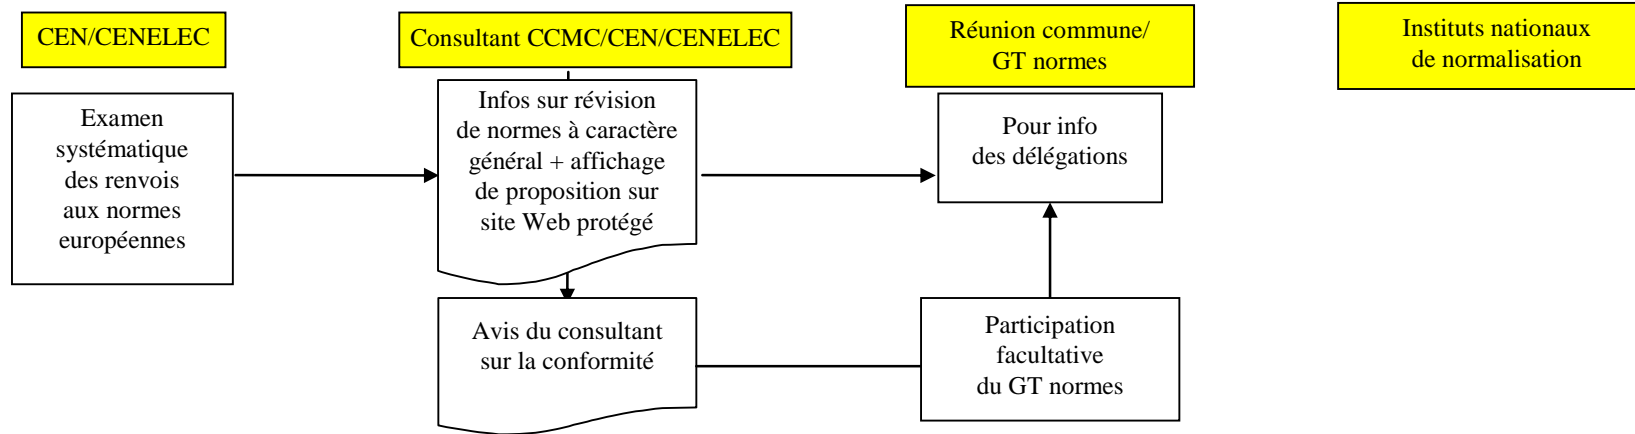 CEN/CENELEC
Consultant CCMC/CEN/CENELEC
Réunion commune/
GT normes
Instituts nationaux
de normalisation
Examen
systématique
des renvois
aux normes
européennes
Infos sur révision
de normes à caractère
général + affichage
de proposition sur
site Web protégé
Pour info
des délégations
Avis du consultant
sur la conformité
Participation
facultative
du GT normes